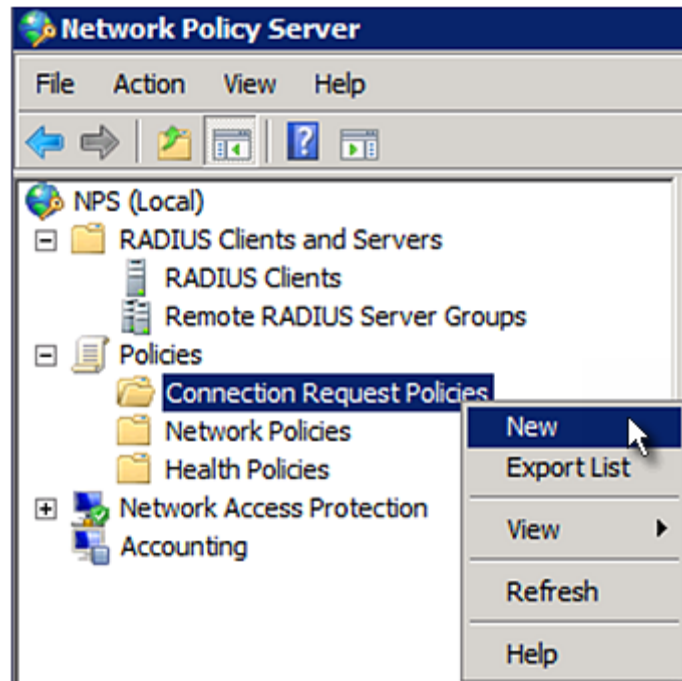 Network Policy Server
File Action View Help
NPS (Local)
RADIUS Clients and Servers
RADIUS Clients
Remote RADIUS Server Groups
Policies
Connection Request Policies
Network Policies
Health Policies
Network Access Protection
Accounting
New
Export List
View
Refresh
Help